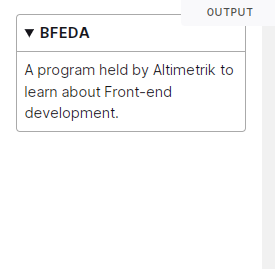 OUTPUT
▼ BFEDA
A program held by Altimetrik to
learn about Front-end
development.